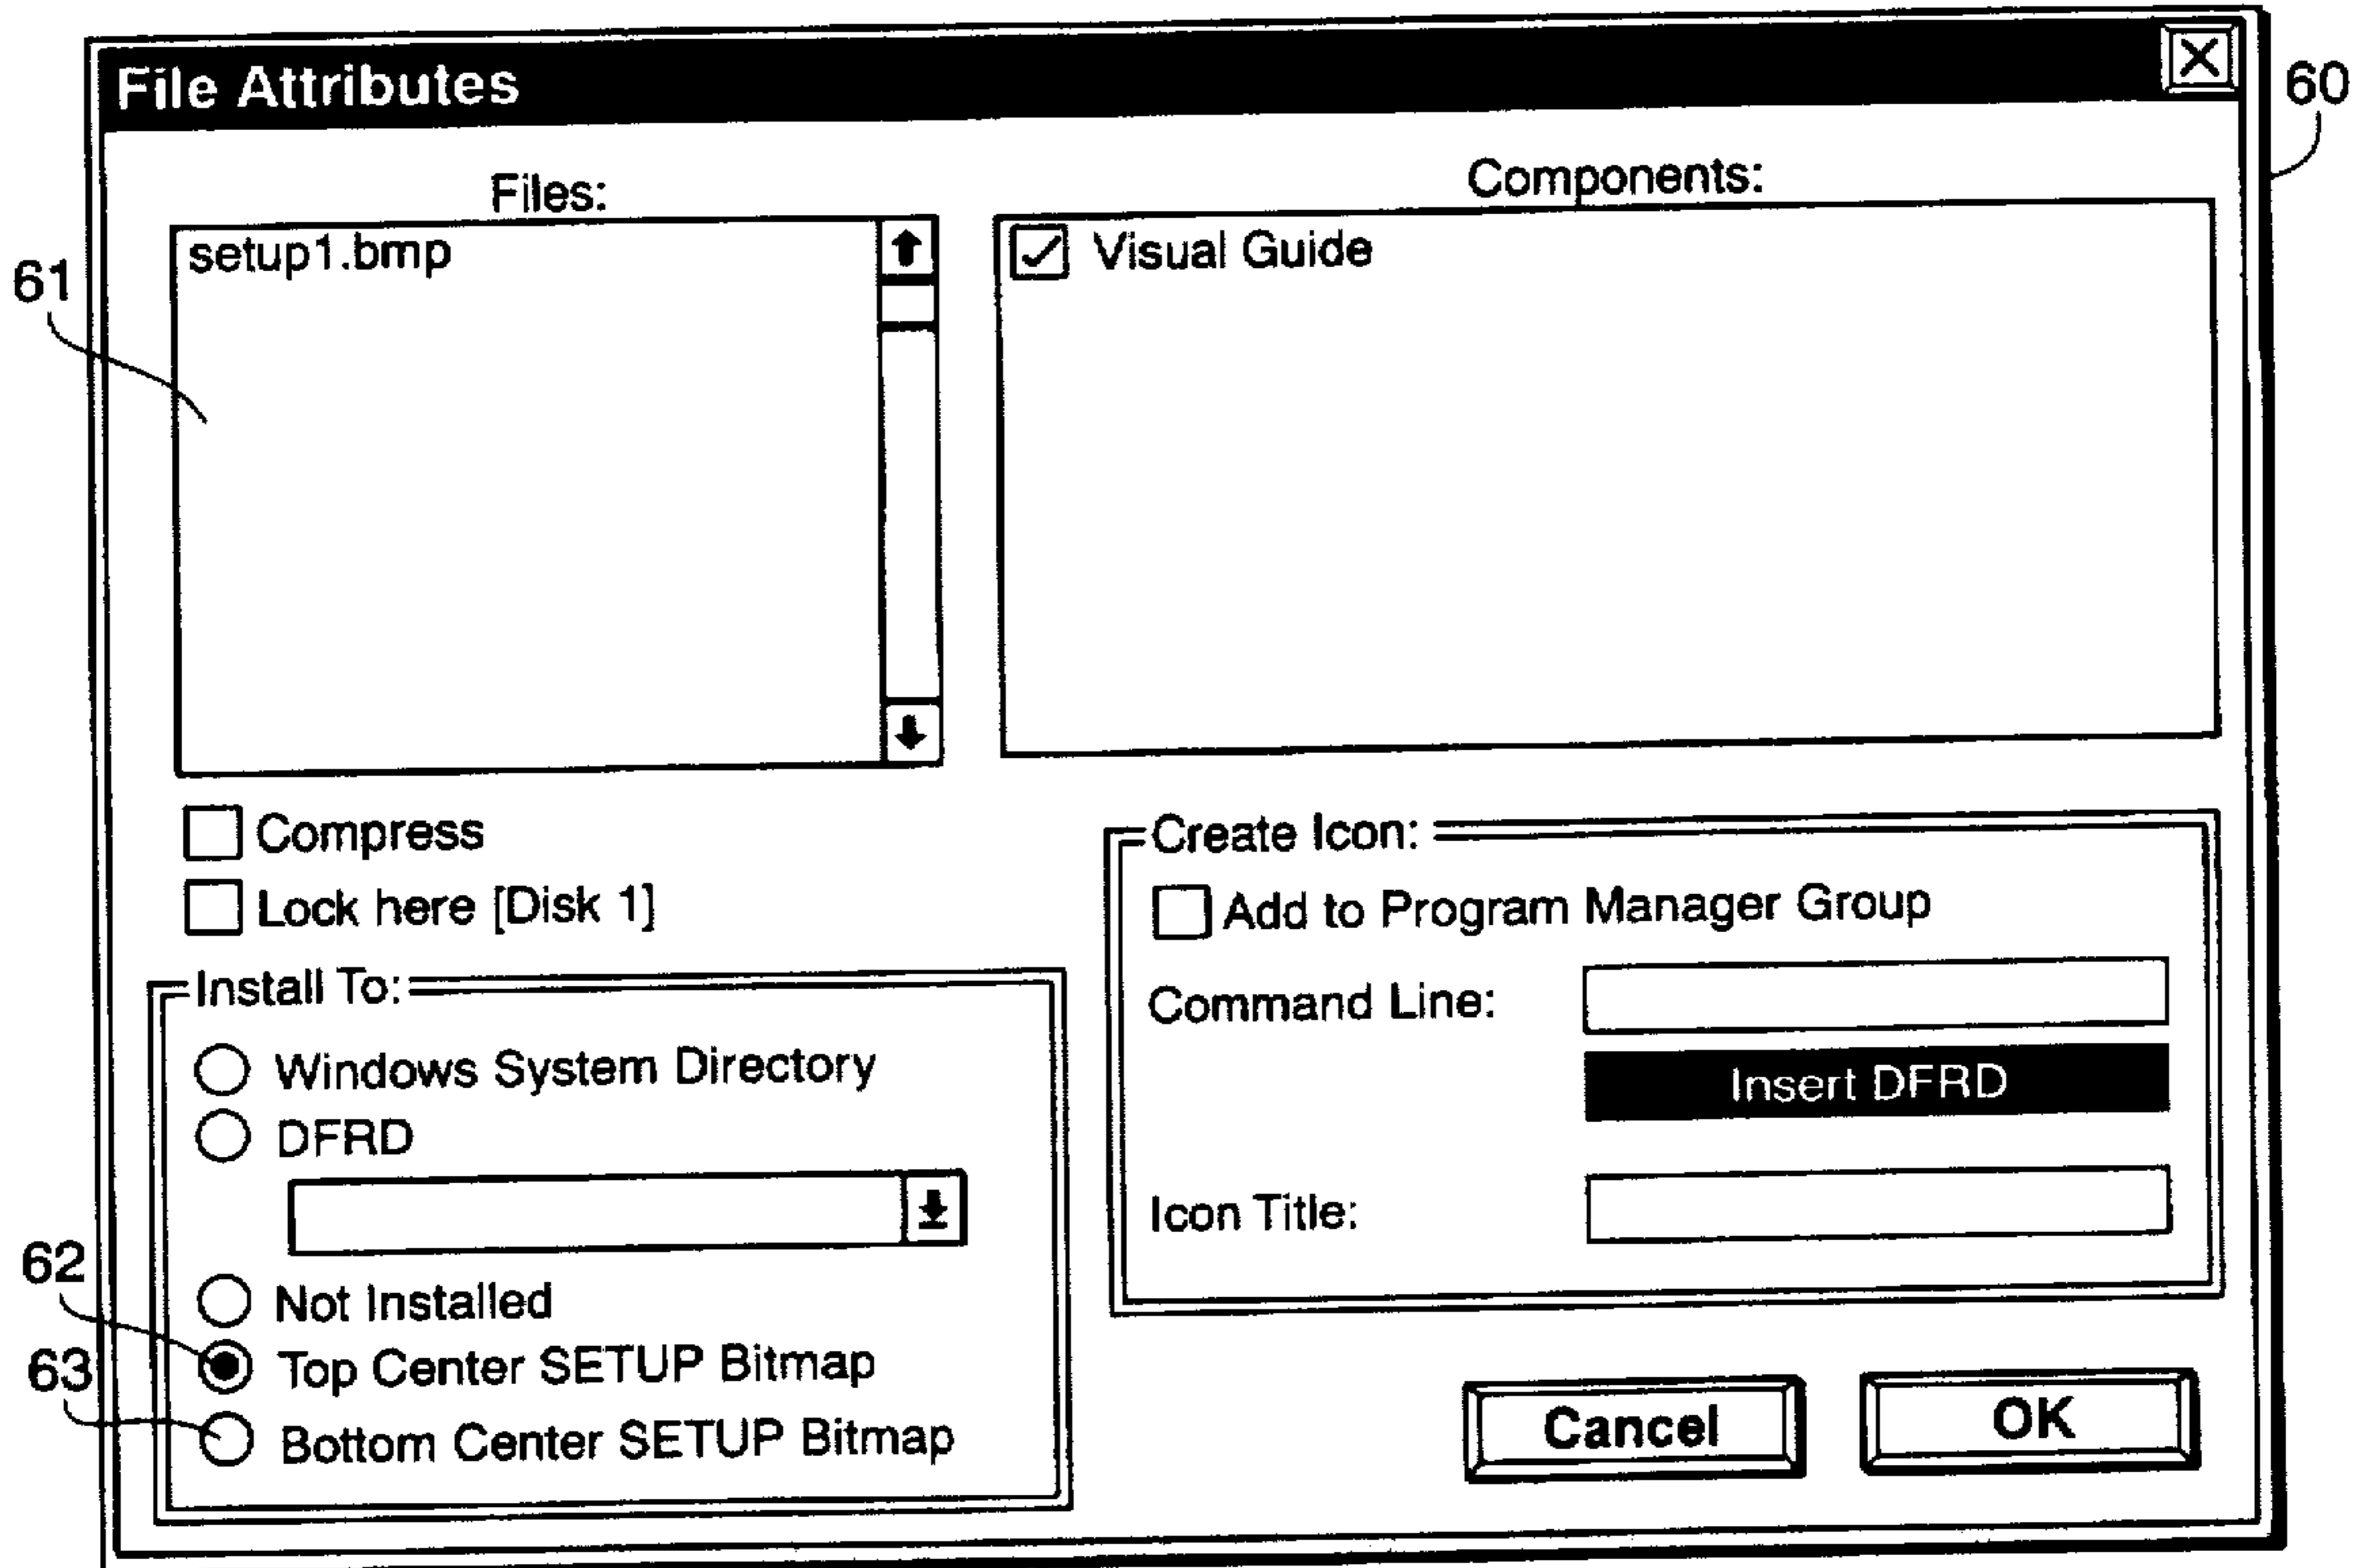 File Attributes
60
Files:
Components:
setup1.bmp
Visual Guide
61
Compress
Lock here [Disk 1]
Install To:
Windows System Directory
DFRD
Not Installed
62
Top Center SETUP Bitmap
63
Bottom Center SETUP Bitmap
Create Icon:
Add to Program Manager Group
Command Line:
Insert DFRD
Icon Title:
Cancel
OK